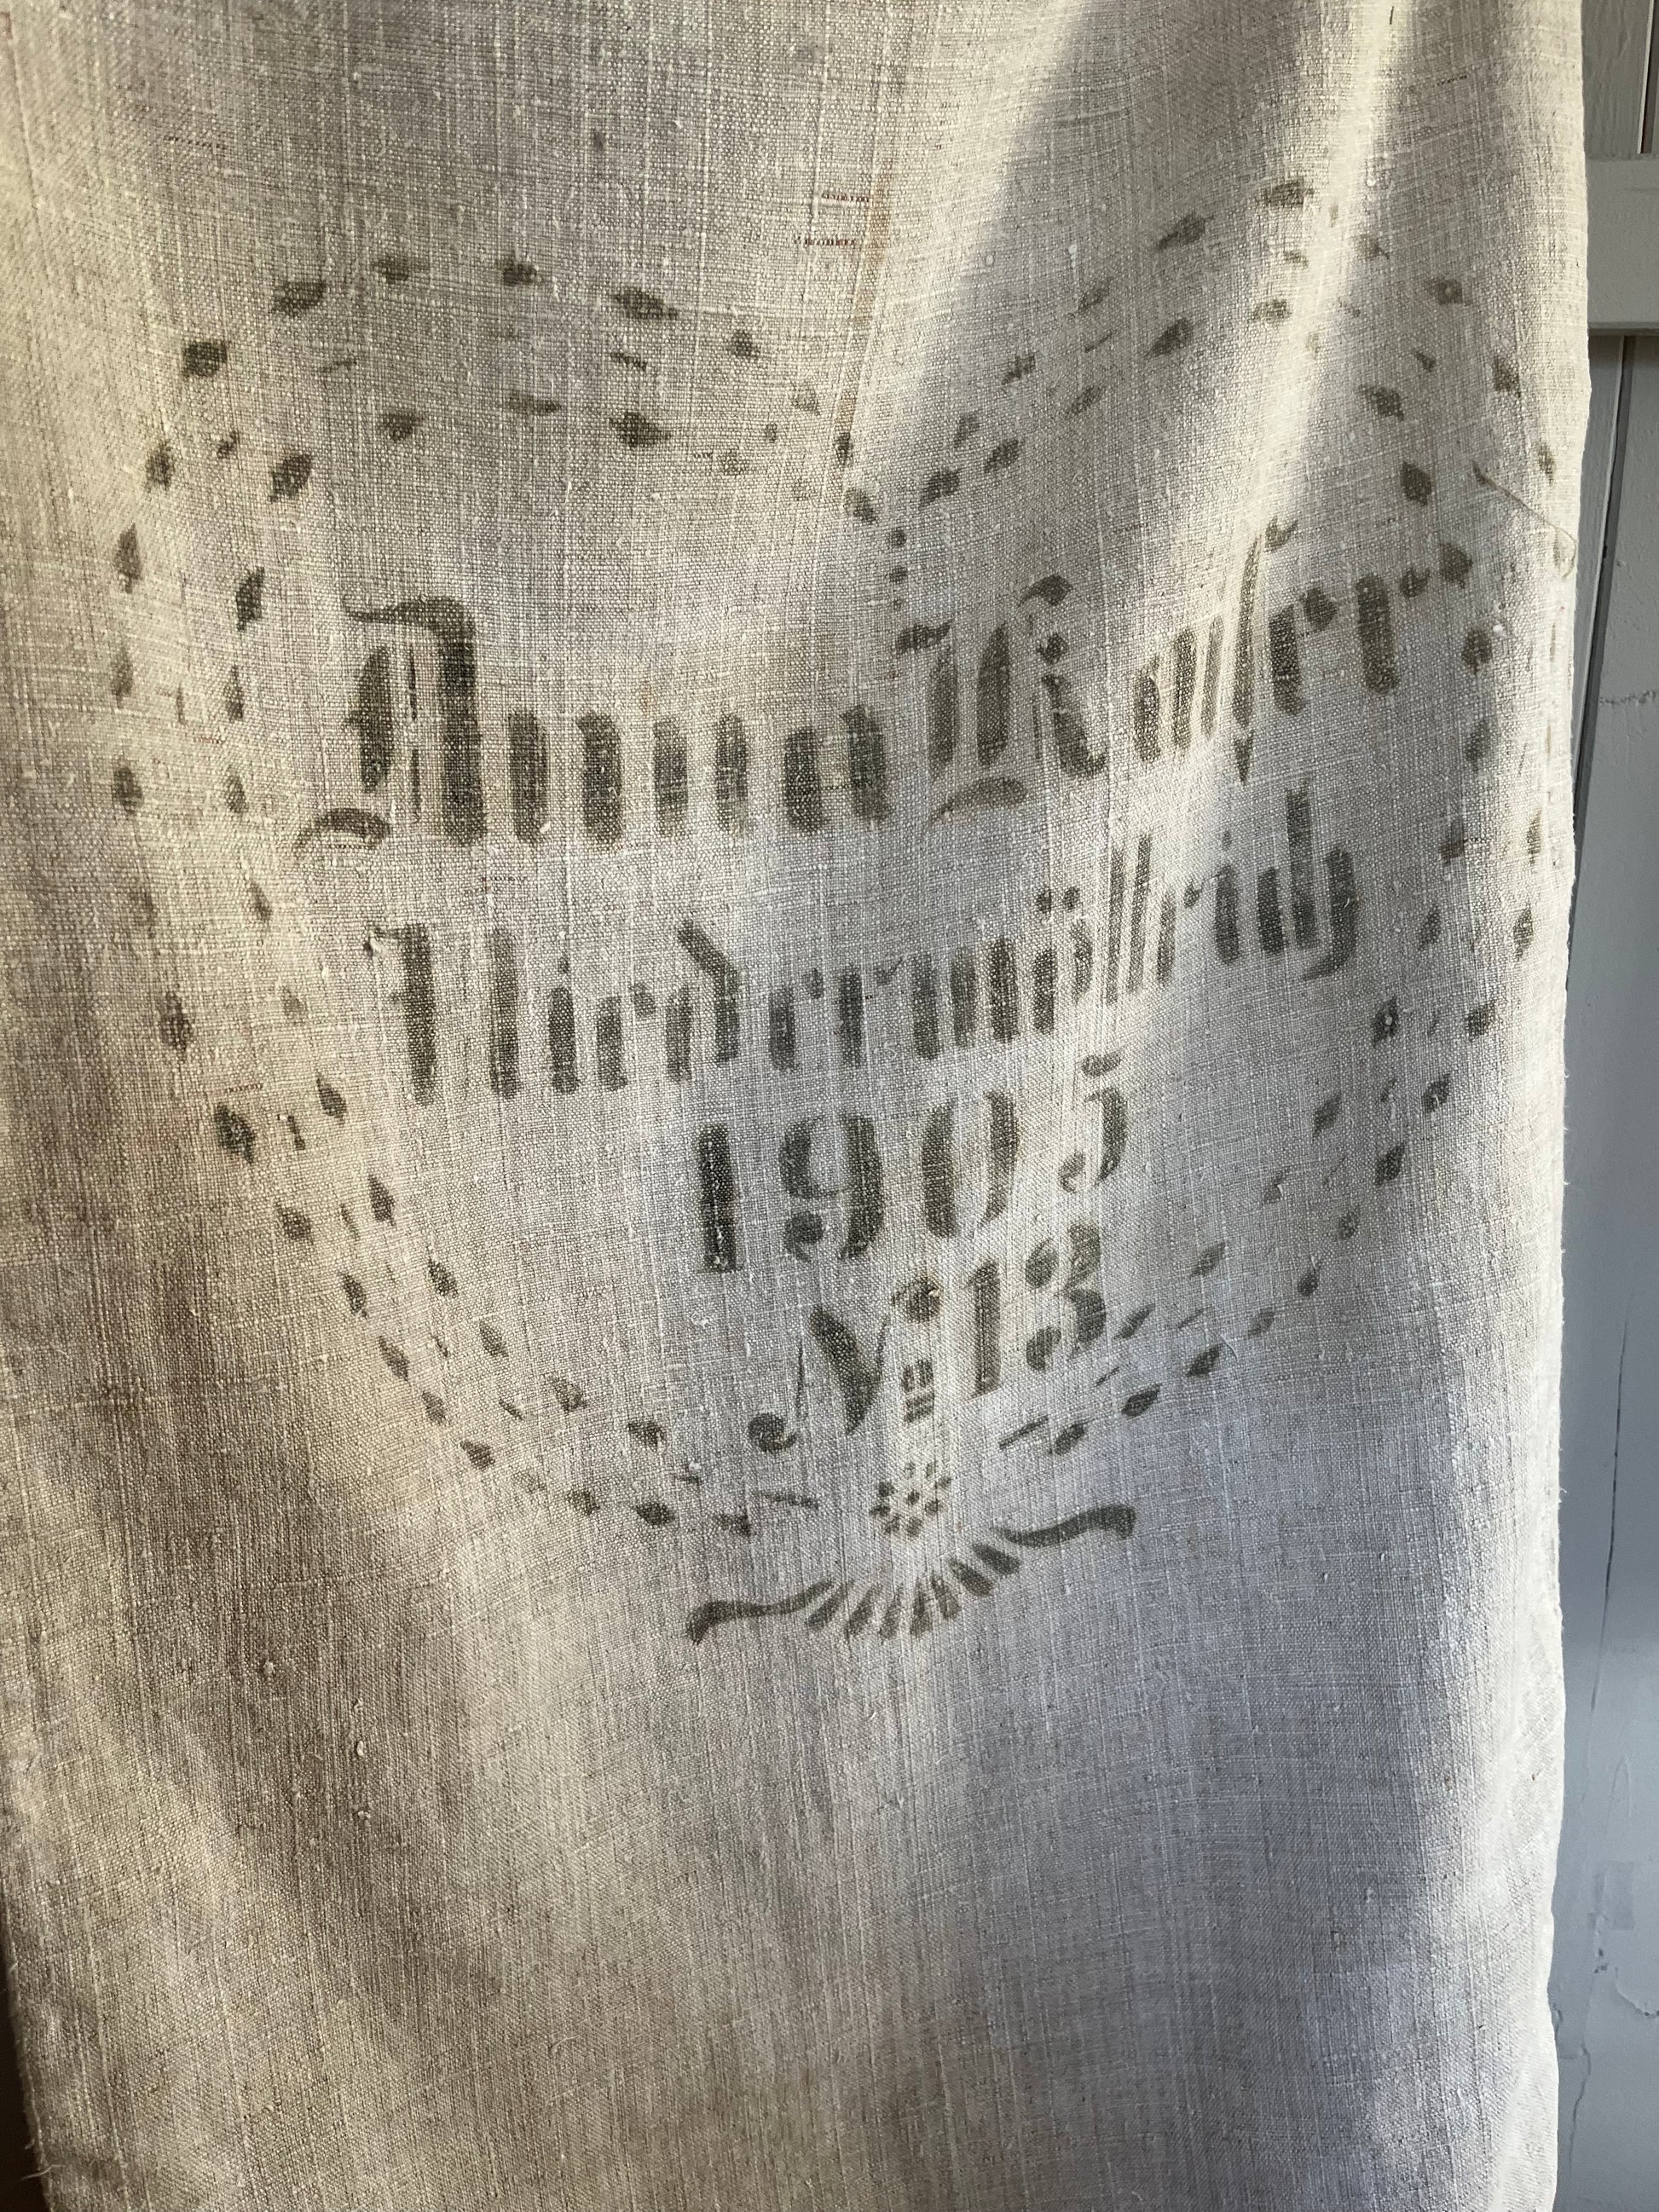 Anna Kaiser
Niedermöllrich
1905
No 13